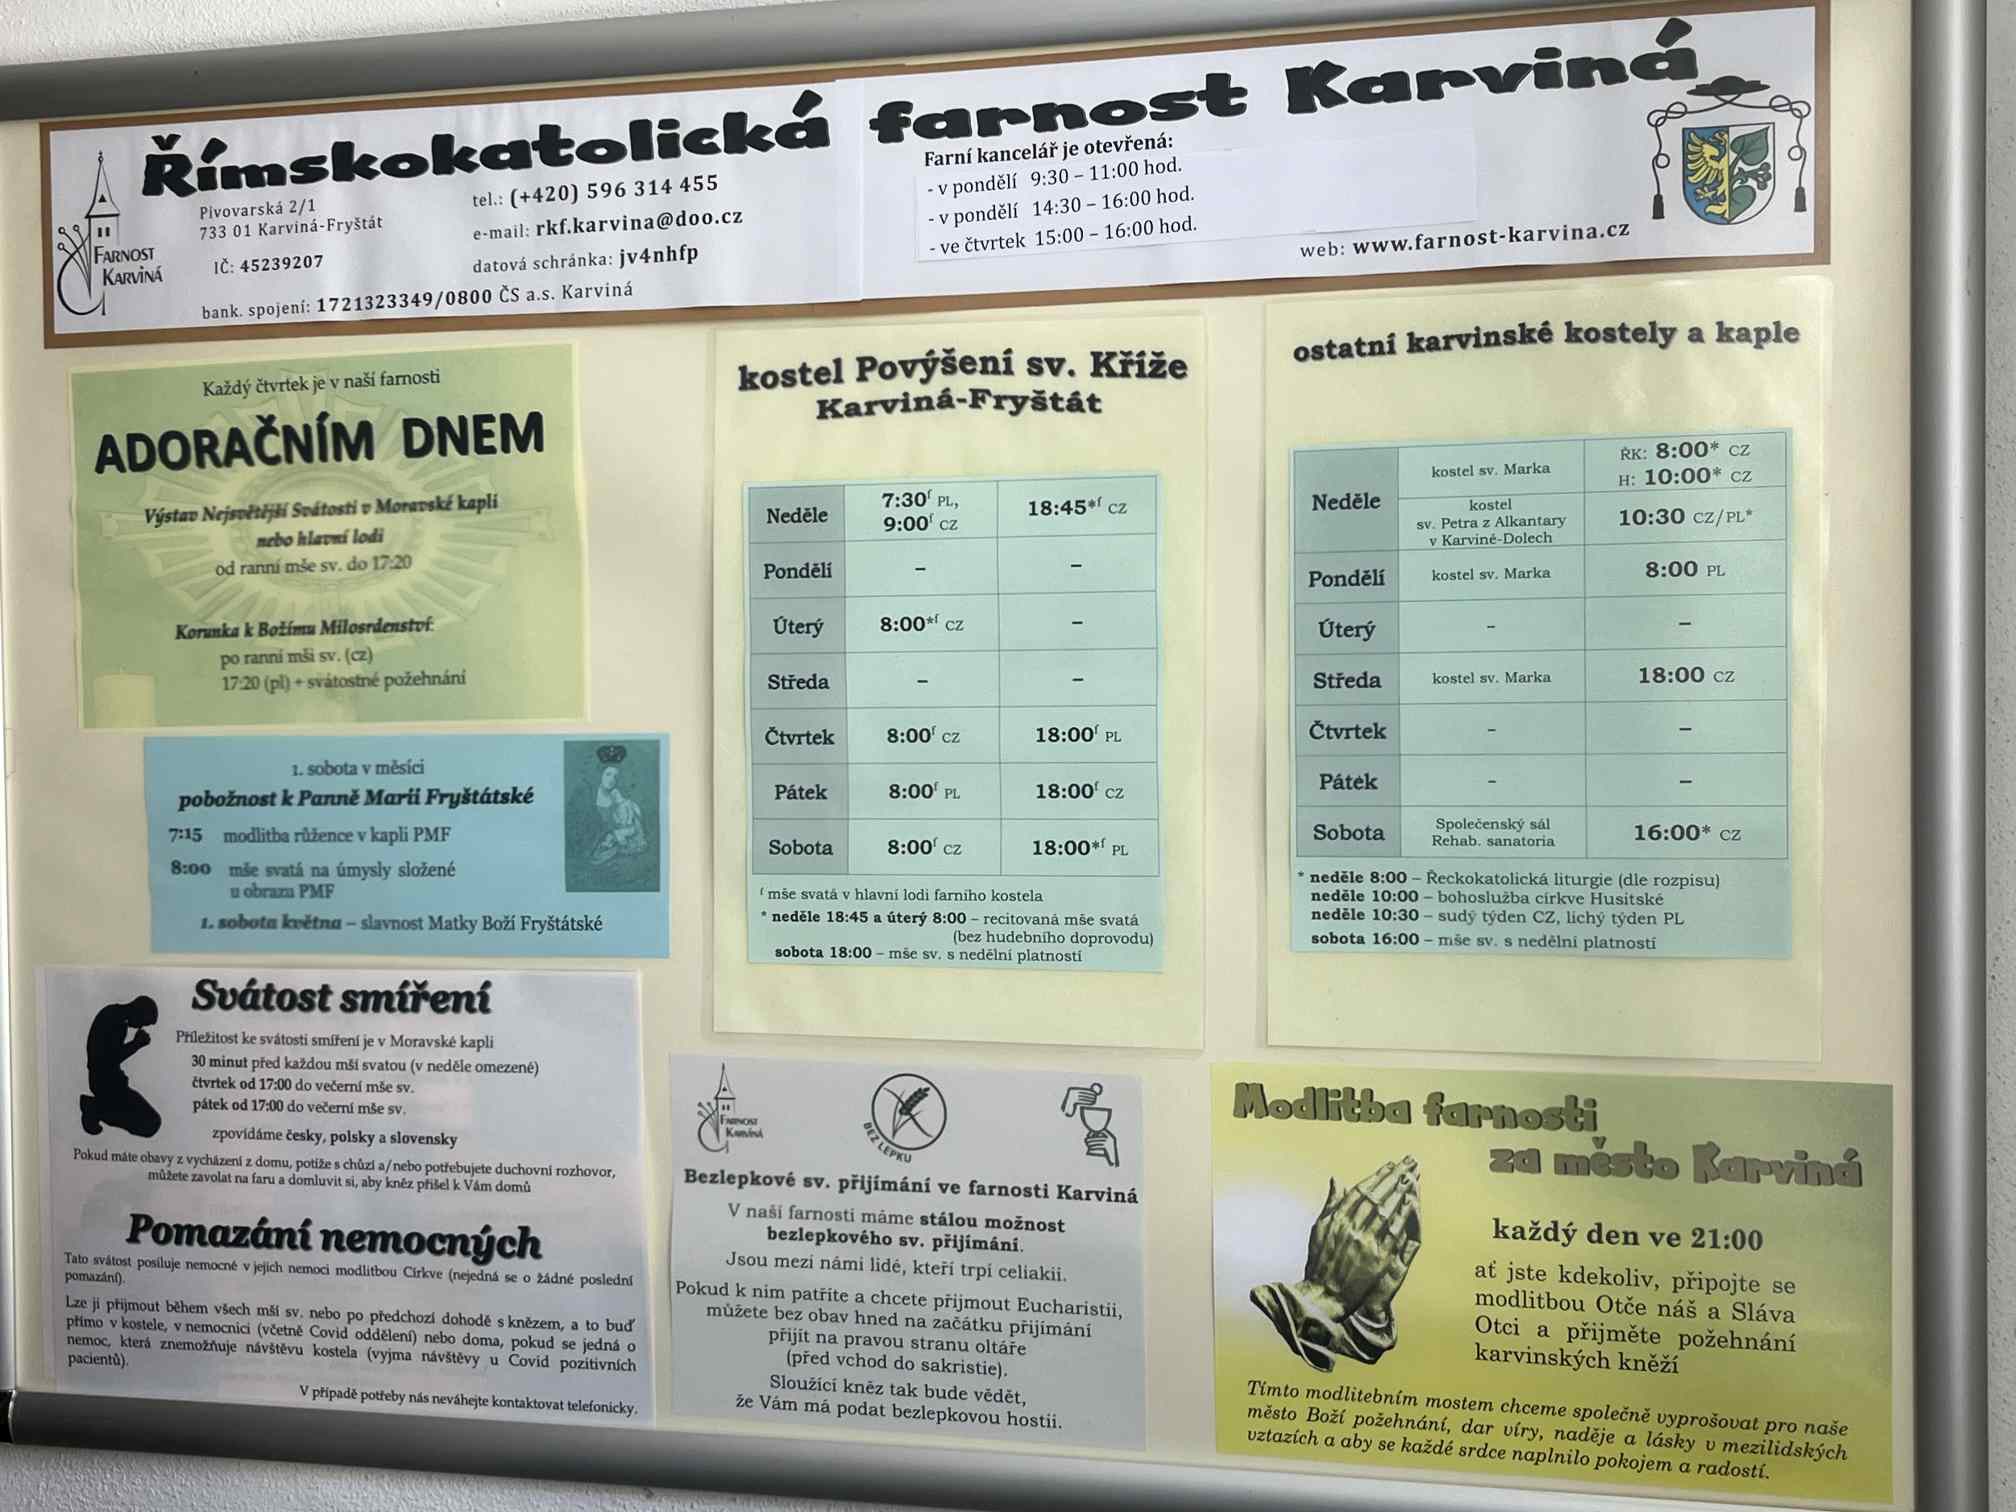 Římskokatolická farnost Karviná
FARNOST
KARVINÁ
Pivovarská 2/1
733 01 Karviná-Fryštát
IČ: 45239207
bank. spojení: 1721323349/0800 ČS a.s. Karviná
tel.: (+420) 596 314 455
e-mail: rkf.karvina@doo.cz
datová schránka: jv4nhfp
Farní kancelář je otevřená:
- v pondělí 9:30 – 11:00 hod.
- v pondělí 14:30 – 16:00 hod.
- ve čtvrtek 15:00 – 16:00 hod.
web: www.farnost-karvina.cz
Každý čtvrtek je v naší farnosti
ADORAČNÍM DNEM
Výstav Nejsvětější Svátosti v Moravské kapli
nebo hlavní lodi
od ranní mše sv. do 17:20
Korunka k Božímu Milosrdenství:
po ranní mši sv. (cz)
17:20 (pl) + svátostné požehnání
1. sobota v měsíci
pobožnost k Panně Marii Fryštátské
7:15 modlitba růžence v kapli PMF
8:00 mše svatá na úmysly složené
u obrazu PMF
1. sobota května – slavnost Matky Boží Fryštátské
Svátost smíření
Příležitost ke svátosti smíření je v Moravské kapli
30 minut před každou mší svatou (v neděle omezené)
čtvrtek od 17:00 do večerní mše sv.
pátek od 17:00 do večerní mše sv.
zpovídáme česky, polsky a slovensky
Pokud máte obavy z vycházení z domu, potíže s chůzí a/nebo potřebujete duchovní rozhovor,
můžete zavolat na faru a domluvit si, aby kněz přišel k Vám domů
Pomazání nemocných
Tato svátost posiluje nemocné v jejich nemoci modlitbou Církve (nejedná se o žádné poslední
pomazání).
Lze ji přijmout během všech mší sv. nebo po předchozí dohodě s knězem, a to buď
přímo v kostele, v nemocnici (včetně Covid oddělení) nebo doma, pokud se jedná o
nemoc, která znemožňuje návštěvu kostela (vyjma návštěvy u Covid pozitivních
pacientů).
V případě potřeby nás neváhejte kontaktovat telefonicky.
kostel Povýšení sv. Kříže
Karviná-Fryštát
Neděle 7:30f PL, 18:45*f CZ
9:00f CZ
Pondělí – –
Úterý 8:00*f CZ –
Středa – –
Čtvrtek 8:00f CZ 18:00f PL
Pátek 8:00f PL 18:00f CZ
Sobota 8:00f CZ 18:00*f PL
f mše svatá v hlavní lodi farního kostela
* neděle 18:45 a úterý 8:00 – recitovaná mše svatá
(bez hudebního doprovodu)
sobota 18:00 – mše sv. s nedělní platností
ostatní karvinské kostely a kaple
Neděle kostel sv. Marka ŘK: 8:00* CZ
H: 10:00* CZ
kostel
sv. Petra z Alkantary 10:30 CZ/PL*
v Karviné-Dolech
Pondělí kostel sv. Marka 8:00 PL
Úterý – –
Středa kostel sv. Marka 18:00 CZ
Čtvrtek – –
Pátek – –
Sobota Společenský sál 16:00* CZ
Rehab. sanatoria
* neděle 8:00 – Řeckokatolická liturgie (dle rozpisu)
neděle 10:00 – bohoslužba církve Husitské
neděle 10:30 – sudý týden CZ, lichý týden PL
sobota 16:00 – mše sv. s nedělní platností
FARNOST
KARVINÁ
BEZ LEPKU
Bezlepkové sv. přijímání ve farnosti Karviná
V naší farnosti máme stálou možnost
bezlepkového sv. přijímání.
Jsou mezi námi lidé, kteří trpí celiakií.
Pokud k nim patříte a chcete přijmout Eucharistii,
můžete bez obav hned na začátku přijímání
přijít na pravou stranu oltáře
(před vchod do sakristie).
Sloužící kněz tak bude vědět,
že Vám má podat bezlepkovou hostii.
Modlitba farnosti
za město Karviná
každý den ve 21:00
ať jste kdekoliv, připojte se
modlitbou Otče náš a Sláva
Otci a přijměte požehnání
karvinských kněží
Tímto modlitebním mostem chceme společně vyprošovat pro naše
město Boží požehnání, dar víry, naděje a lásky v mezilidských
vztazích a aby se každé srdce naplnilo pokojem a radostí.